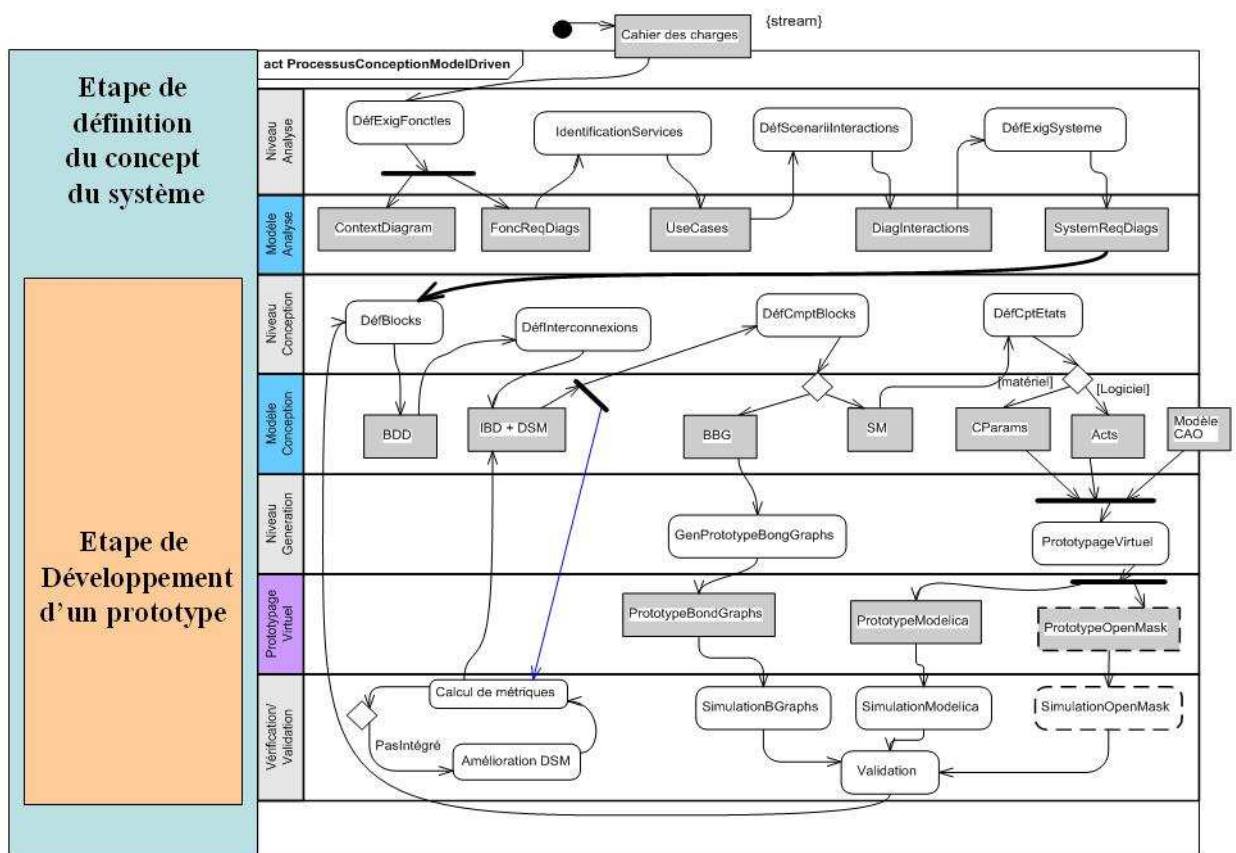 Cahier des charges
{stream}
act ProcessusConceptionModelDriven
Etape de
définition
du concept
du système
Niveau
Analyse
DéfExigFonctles
IdentificationServices
DéfScenariiInteractions
DéfExigSysteme
Modèle
Analyse
ContextDiagram
FoncReqDiags
UseCases
DiagInteractions
SystemReqDiags
Etape de
Développement
d'un prototype
Niveau
Conception
DéfBlocks
DéfInterconnexions
DéfCmptBlocks
DéfCptEtats
Modèle
Conception
[matériel]
[Logiciel]
BDD
IBD + DSM
BBG
SM
CParams
Acts
Modèle
CAO
Niveau
Generation
GenPrototypeBongGraphs
PrototypageVirtuel
Prototypage
Virtuel
PrototypeBondGraphs
PrototypeModelica
PrototypeOpenMask
Vérification/
Validation
Calcul de métriques
PasIntégré
Amélioration DSM
SimulationBGraphs
SimulationModelica
SimulationOpenMask
Validation